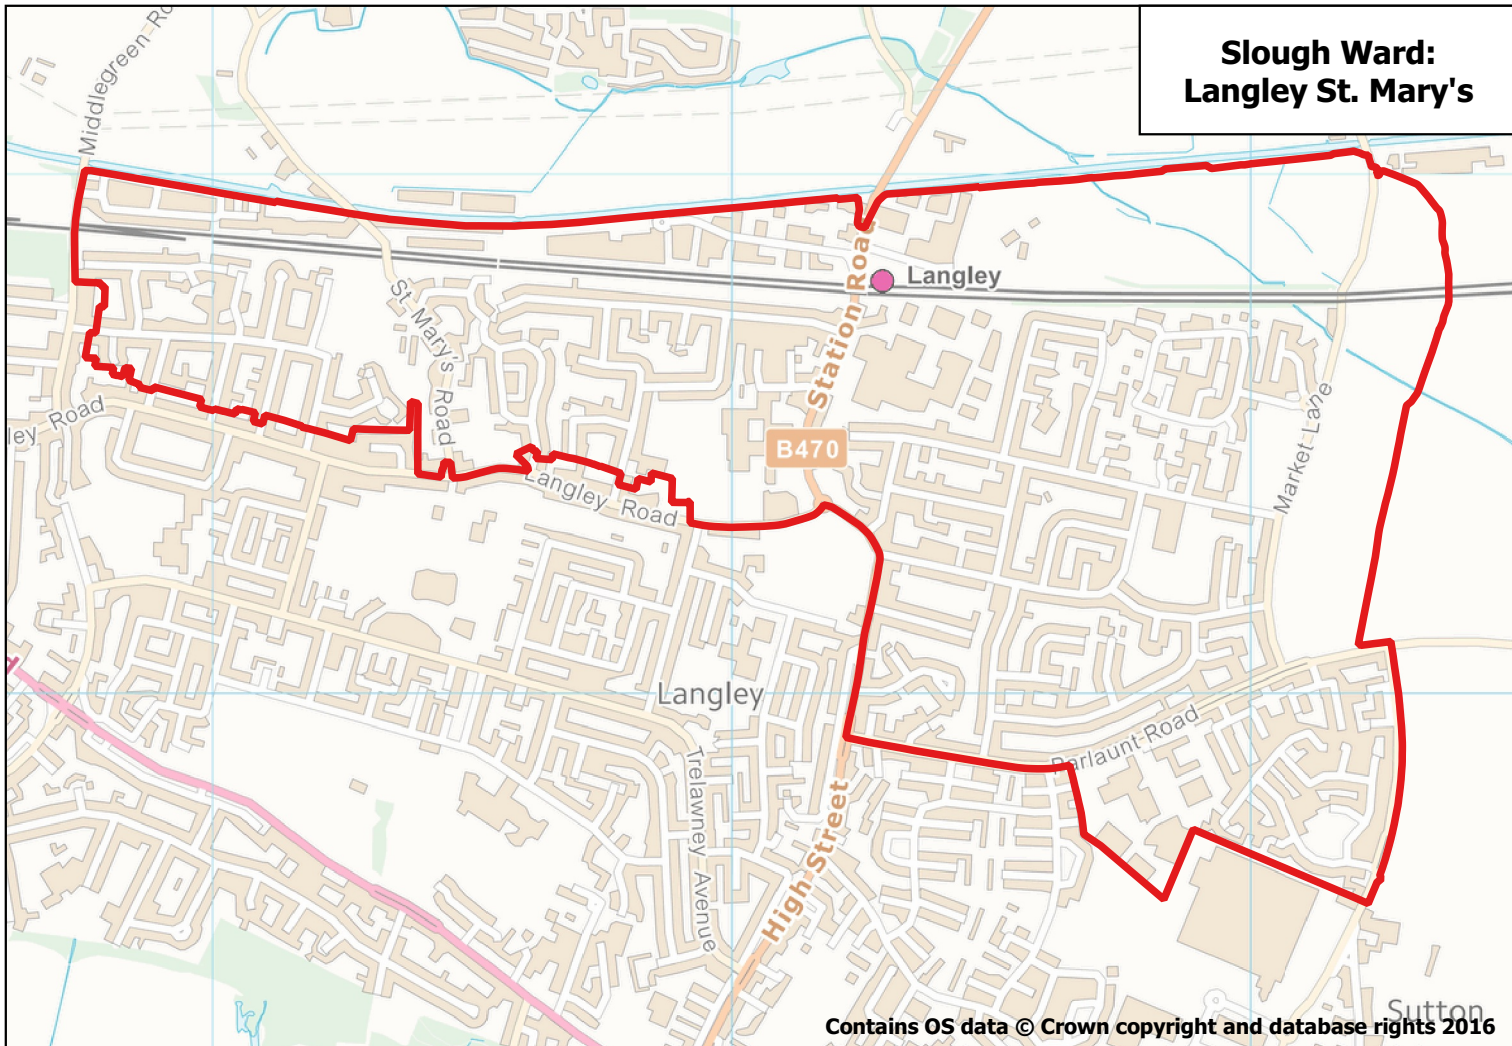 Slough Ward:
Langley St. Mary's
Middlegreen Ro
St. Mary's Road
Station Road
Langley
B470
Market Lane
ley Road
Langley Road
Langley
Parlaunt Road
Trelawney Avenue
High Street
Sutton
Contains OS data © Crown copyright and database rights 2016